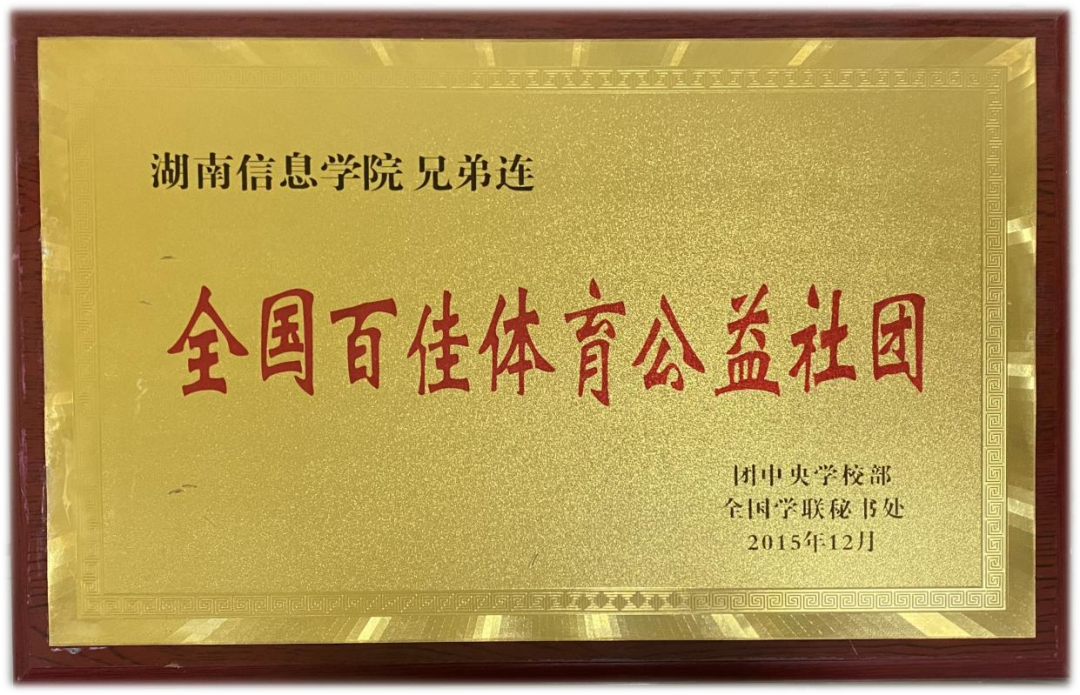 湖南信息学院 兄弟连
全国百佳体育公益社团
团中央学校部
全国学联秘书处
2015年12月